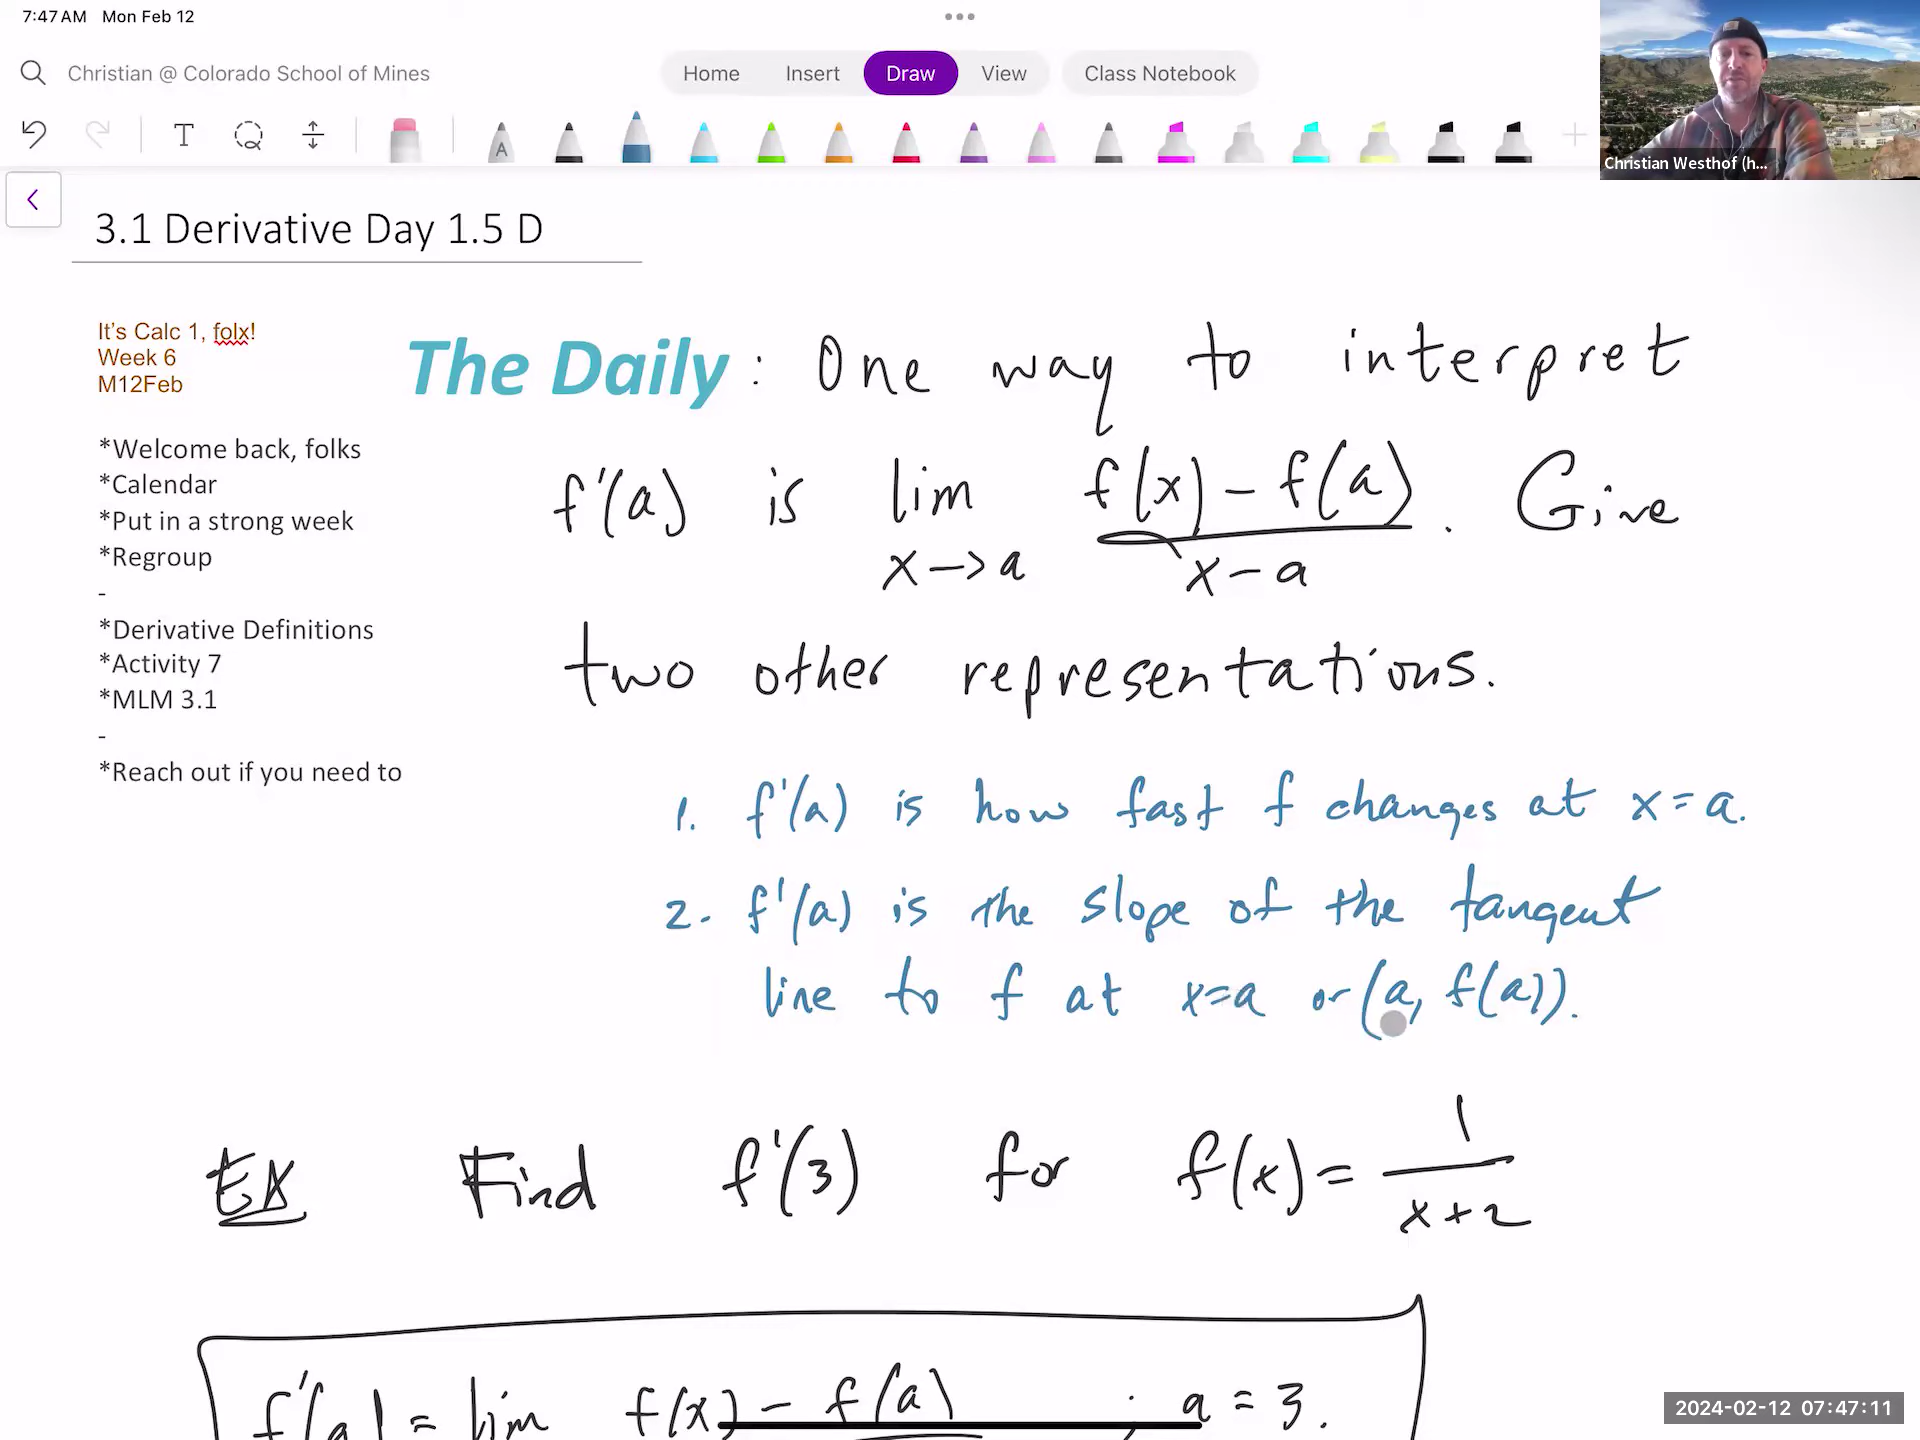 7:47 AM Mon Feb 12
Christian @ Colorado School of Mines
Home Insert Draw View Class Notebook
T
A
Christian Westhof (h...
3.1 Derivative Day 1.5 D
It's Calc 1, folx!
Week 6
M12Feb
*Welcome back, folks
*Calendar
*Put in a strong week
*Regroup
-
*Derivative Definitions
*Activity 7
*MLM 3.1
-
*Reach out if you need to
The Daily : One way to interpret
f'(a) is lim x->a (f(x) - f(a))/(x - a). Give
two other representations.
1. f'(a) is how fast f changes at x = a.
2. f'(a) is the slope of the tangent
line to f at x=a or (a, f(a)).
EX Find f'(3) for f(x) = 1/(x+2)
f'(a) = lim f(x) - f(a) ; a = 3.
2024-02-12 07:47:11